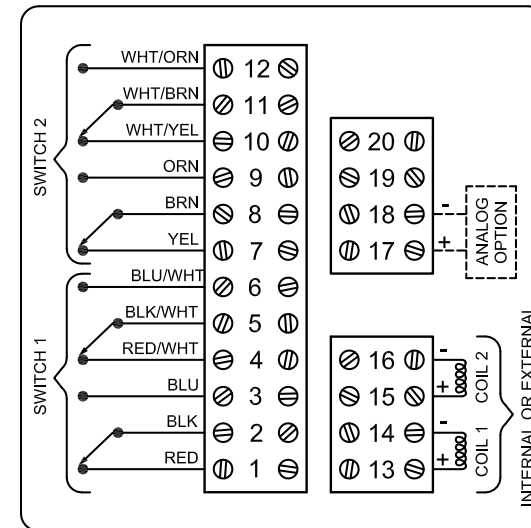 SWITCH 2
WHT/ORN 12
WHT/BRN 11
WHT/YEL 10
ORN 9
BRN 8
YEL 7
SWITCH 1
BLU/WHT 6
BLK/WHT 5
RED/WHT 4
BLU 3
BLK 2
RED 1
20
19
18 -
17 +
ANALOG
OPTION
16 -
15 +
COIL 2
14 -
13 +
COIL 1
INTERNAL OR EXTERNAL